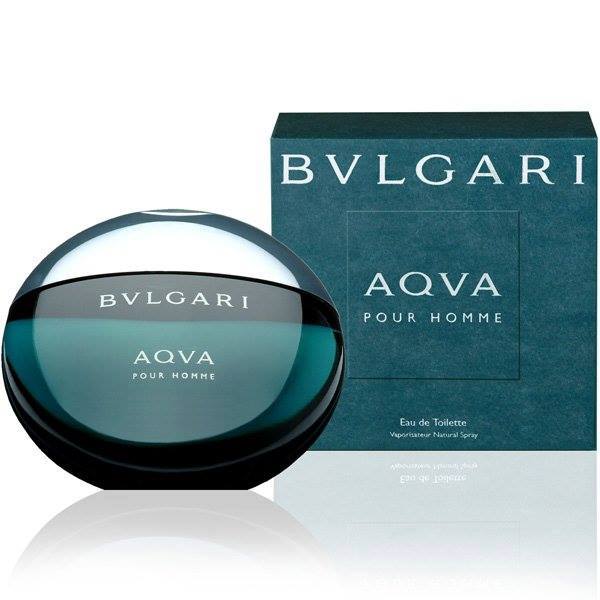 BVLGARI
AQVA
POUR HOMME
BVLGARI
AQVA
POUR HOMME
Eau de Toilette
Vaporisateur Natural Spray